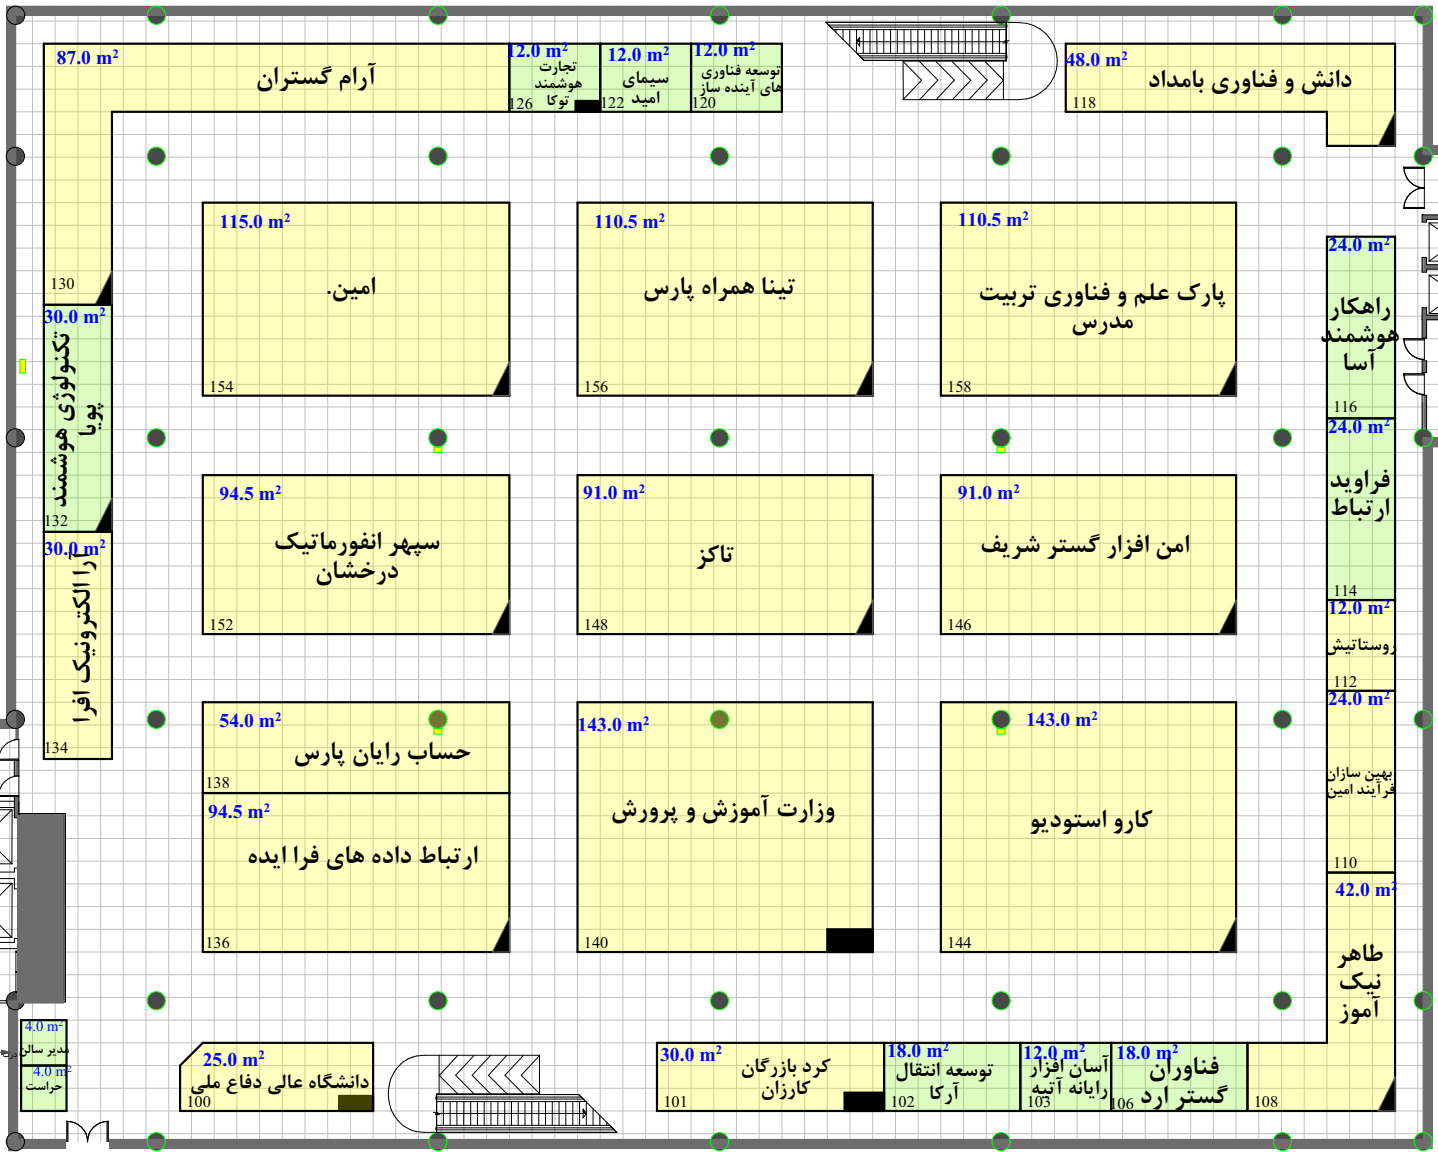 87.0 m²
آرام گستران
130
12.0 m²
تجارت
هوشمند
توکا
126
12.0 m²
سیمای
امید
122
12.0 m²
توسعه فناوری
های آینده ساز
120
48.0 m²
دانش و فناوری بامداد
118
115.0 m²
امین.
154
110.5 m²
تینا همراه پارس
156
110.5 m²
پارک علم و فناوری تربیت
مدرس
158
24.0 m²
راهکار
هوشمند
آسا
116
30.0 m²
تکنولوژی هوشمند
پویا
132
24.0 m²
فراوید
ارتباط
114
94.5 m²
سپهر انفورماتیک
درخشان
152
91.0 m²
تاکز
148
91.0 m²
امن افزار گستر شریف
146
30.0 m²
آرا الکترونیک افرا
134
12.0 m²
روستاتیش
112
54.0 m²
حساب رایان پارس
138
143.0 m²
وزارت آموزش و پرورش
140
143.0 m²
کارو استودیو
144
24.0 m²
بهین سازان
فرآیند امین
110
94.5 m²
ارتباط داده های فرا ایده
136
42.0 m²
طاهر
نیک
آموز
108
4.0 m²
مدیر سالن
4.0 m²
حراست
25.0 m²
دانشگاه عالی دفاع ملی
100
30.0 m²
کرد بازرگان
کارزان
101
18.0 m²
توسعه انتقال
آرکا
102
12.0 m²
آسان افزار
رایانه آتیه
103
18.0 m²
فناوران
گستر ارد
106